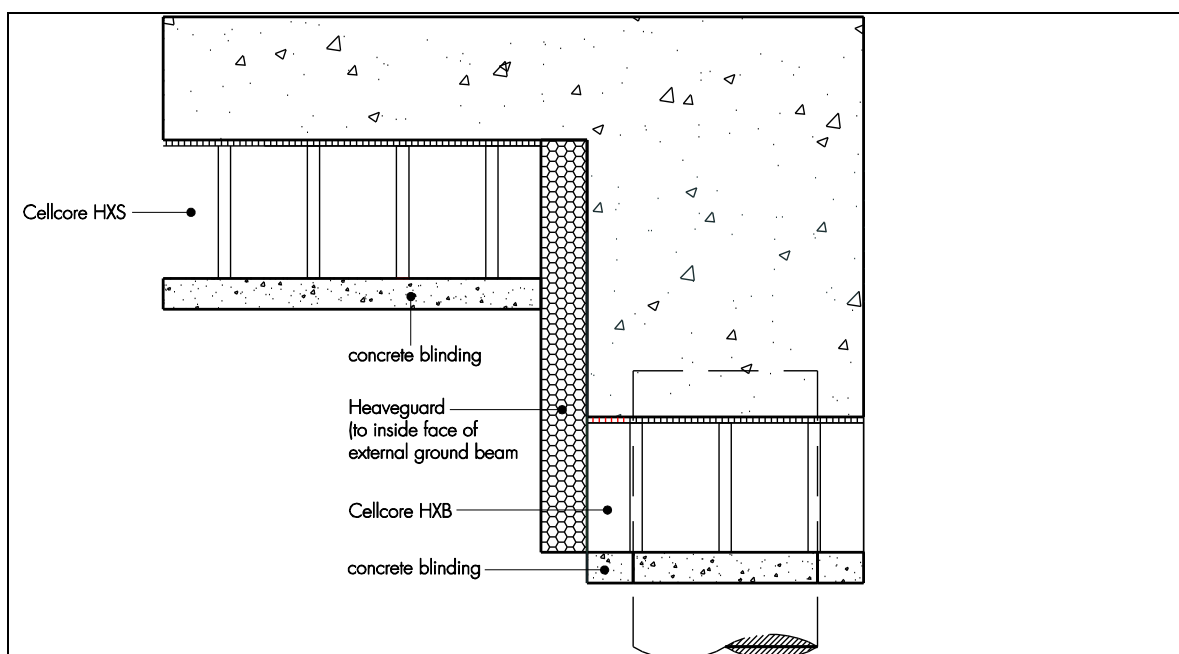 Cellcore HXS
concrete blinding
Heaveguard
(to inside face of
external ground beam
Cellcore HXB
concrete blinding